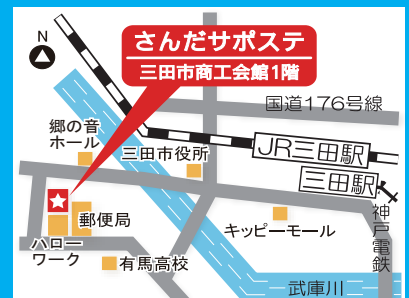 N
さんだサポステ
三田市商工会館1階
国道176号線
郷の音
ホール
三田市役所
JR三田駅
三田駅
神戸電鉄
郵便局
キッピーモール
ハロー
ワーク
有馬高校
武庫川